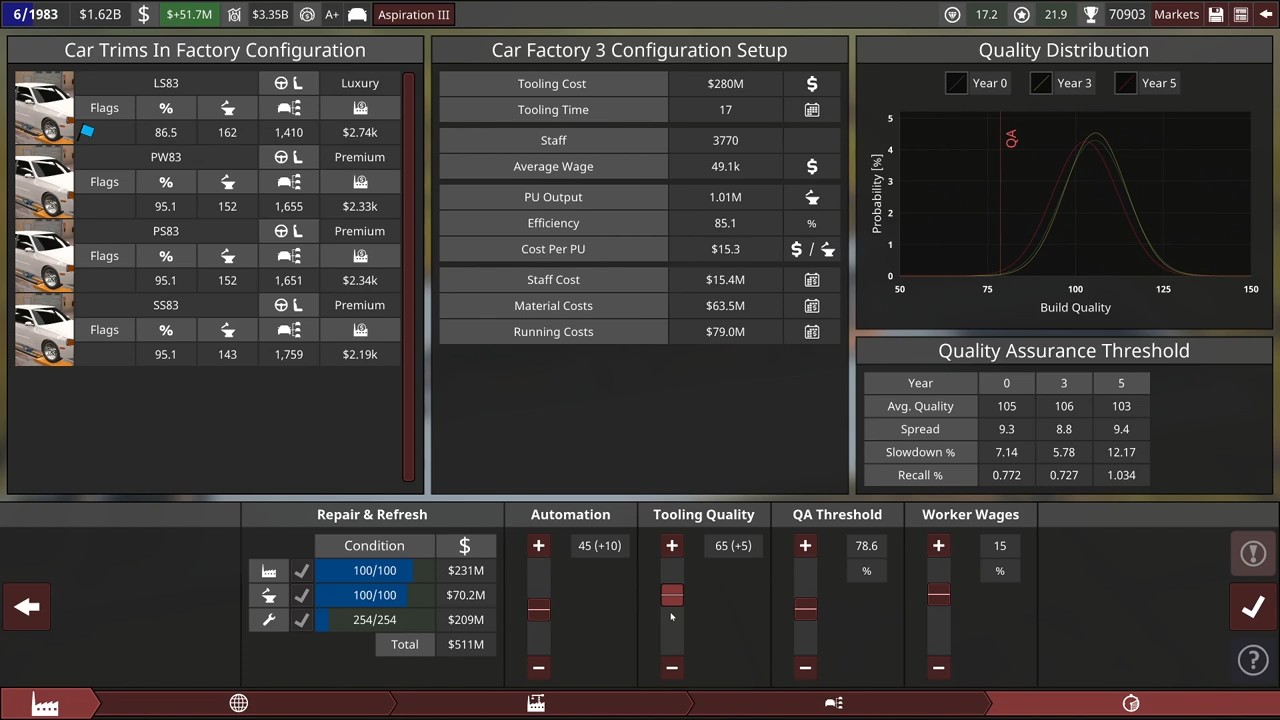 6/1983 $1.62B $+51.7M $3.35B A+ Aspiration III 17.2 21.9 70903 Markets
Car Trims In Factory Configuration
LS83 Luxury
Flags %
86.5 162 1,410 $2.74k
PW83 Premium
Flags %
95.1 152 1,655 $2.33k
PS83 Premium
Flags %
95.1 152 1,651 $2.34k
SS83 Premium
Flags %
95.1 143 1,759 $2.19k
Car Factory 3 Configuration Setup
Tooling Cost $280M $
Tooling Time 17
Staff 3770
Average Wage 49.1k $
PU Output 1.01M
Efficiency 85.1 %
Cost Per PU $15.3 $ /
Staff Cost $15.4M
Material Costs $63.5M
Running Costs $79.0M
Quality Distribution
Year 0 Year 3 Year 5
QA
Probability [%]
5
4
3
2
1
0
50 75 100 125 150
Build Quality
Quality Assurance Threshold
Year 0 3 5
Avg. Quality 105 106 103
Spread 9.3 8.8 9.4
Slowdown % 7.14 5.78 12.17
Recall % 0.772 0.727 1.034
Repair & Refresh
Condition $
100/100 $231M
100/100 $70.2M
254/254 $209M
Total $511M
Automation
+ 45 (+10)
−
Tooling Quality
+ 65 (+5)
−
QA Threshold
+ 78.6
%
−
Worker Wages
+ 15
%
−